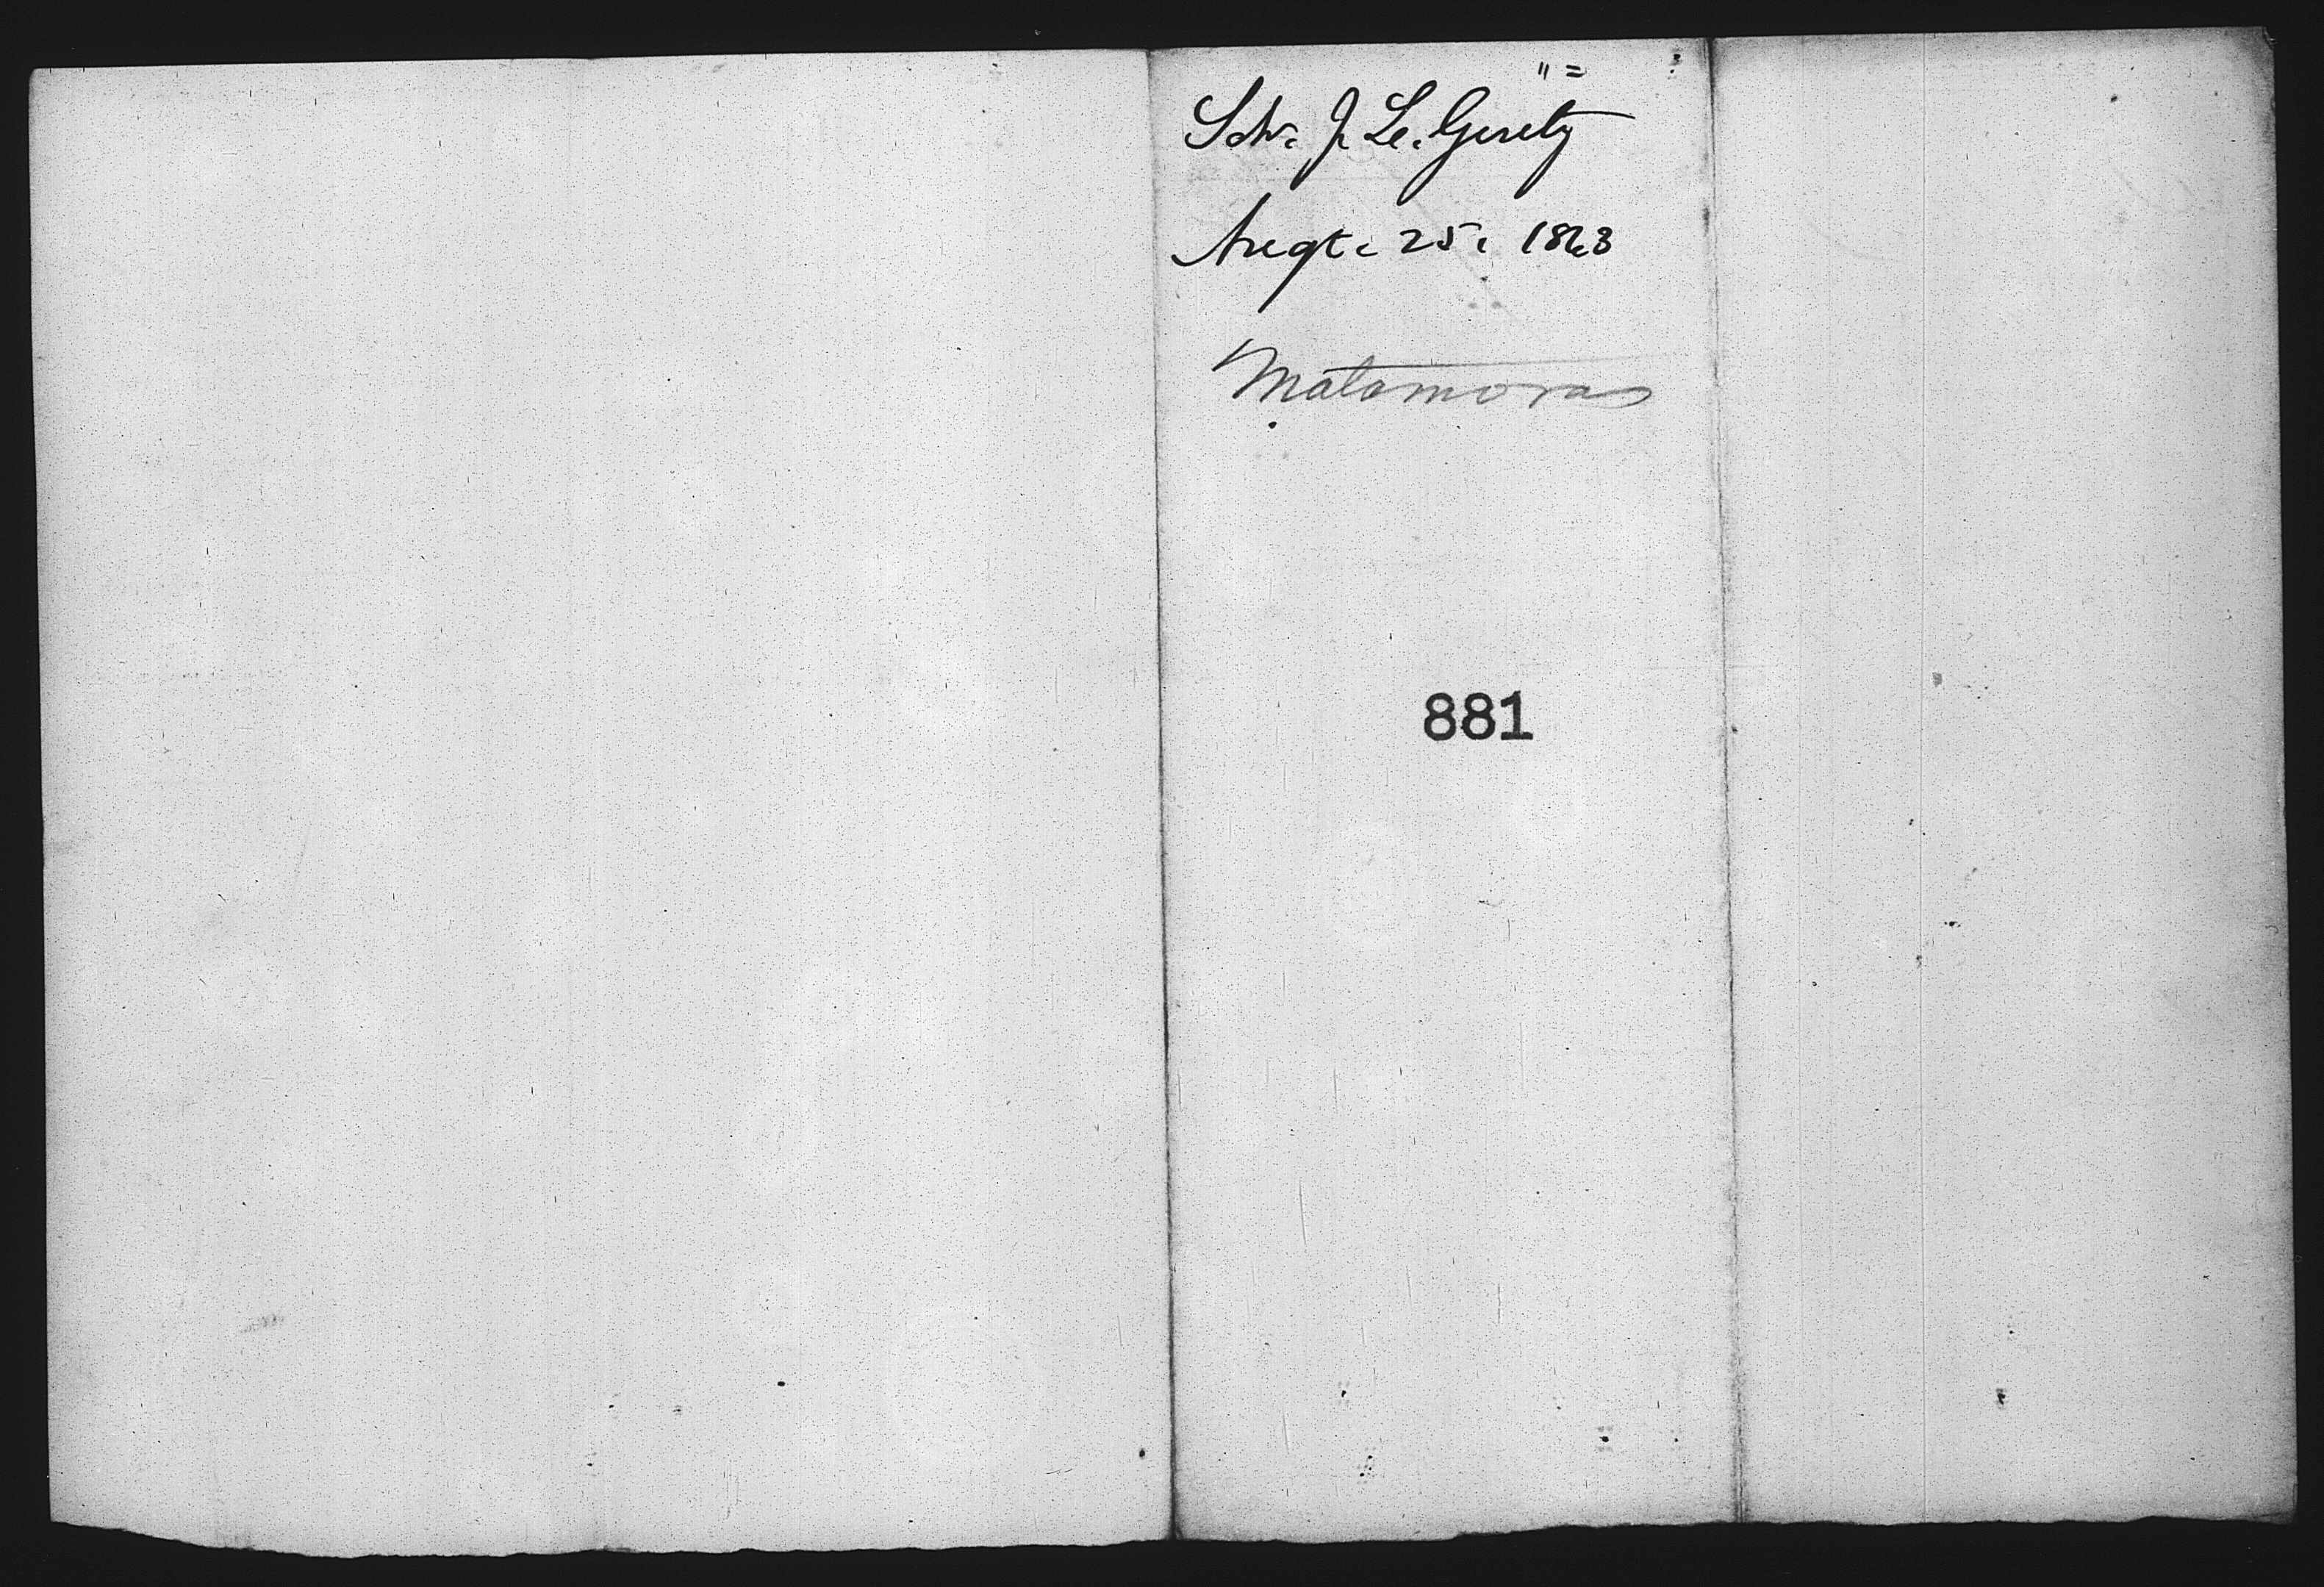 " =
Schr. J. L. Gerety
Augt. 25. 1863
Matamoras
881